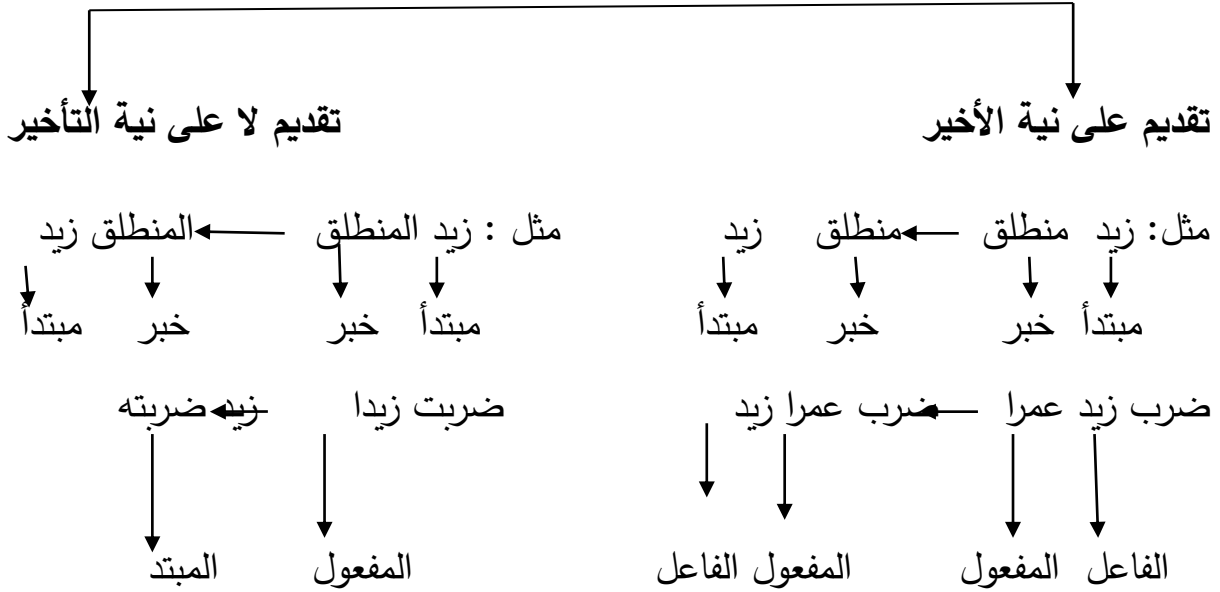 تقديم على نية الأخير تقديم لا على نية التأخير
مثل: زيد منطلق منطلق زيد مثل : زيد المنطلق المنطلق زيد
مبتدأ خبر خبر مبتدأ مبتدأ خبر خبر مبتدأ
ضرب زيد عمرا ضرب عمرا زيد ضربت زيدا زيد ضربته
الفاعل المفعول المفعول الفاعل المفعول المبتد